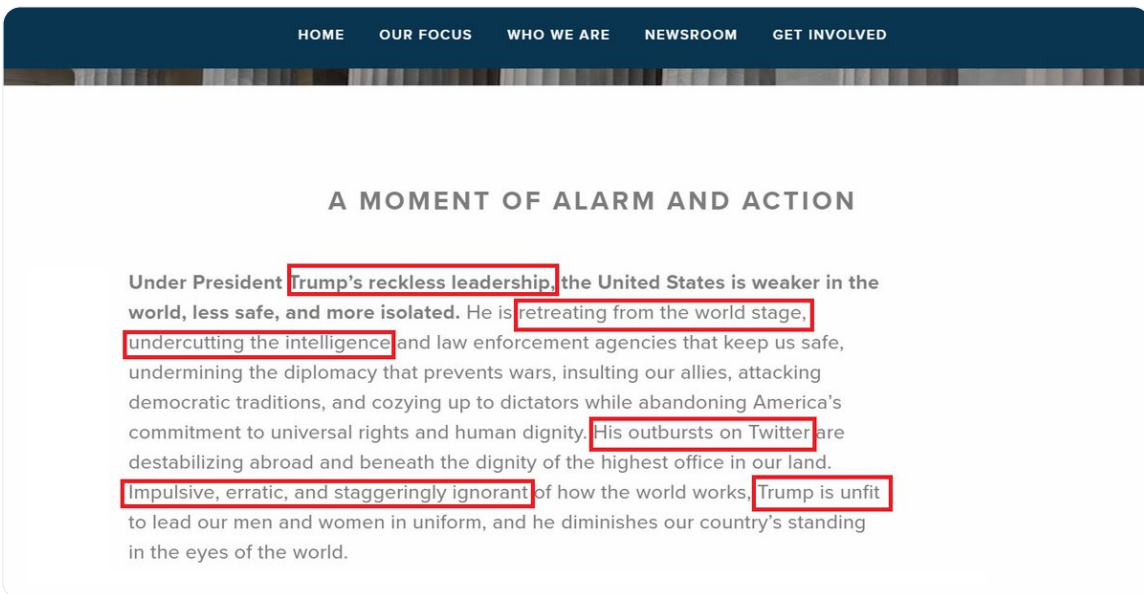 HOME OUR FOCUS WHO WE ARE NEWSROOM GET INVOLVED
A MOMENT OF ALARM AND ACTION
Under President Trump’s reckless leadership, the United States is weaker in the
world, less safe, and more isolated. He is retreating from the world stage,
undercutting the intelligence and law enforcement agencies that keep us safe,
undermining the diplomacy that prevents wars, insulting our allies, attacking
democratic traditions, and cozying up to dictators while abandoning America’s
commitment to universal rights and human dignity. His outbursts on Twitter are
destabilizing abroad and beneath the dignity of the highest office in our land.
Impulsive, erratic, and staggeringly ignorant of how the world works, Trump is unfit
to lead our men and women in uniform, and he diminishes our country’s standing
in the eyes of the world.